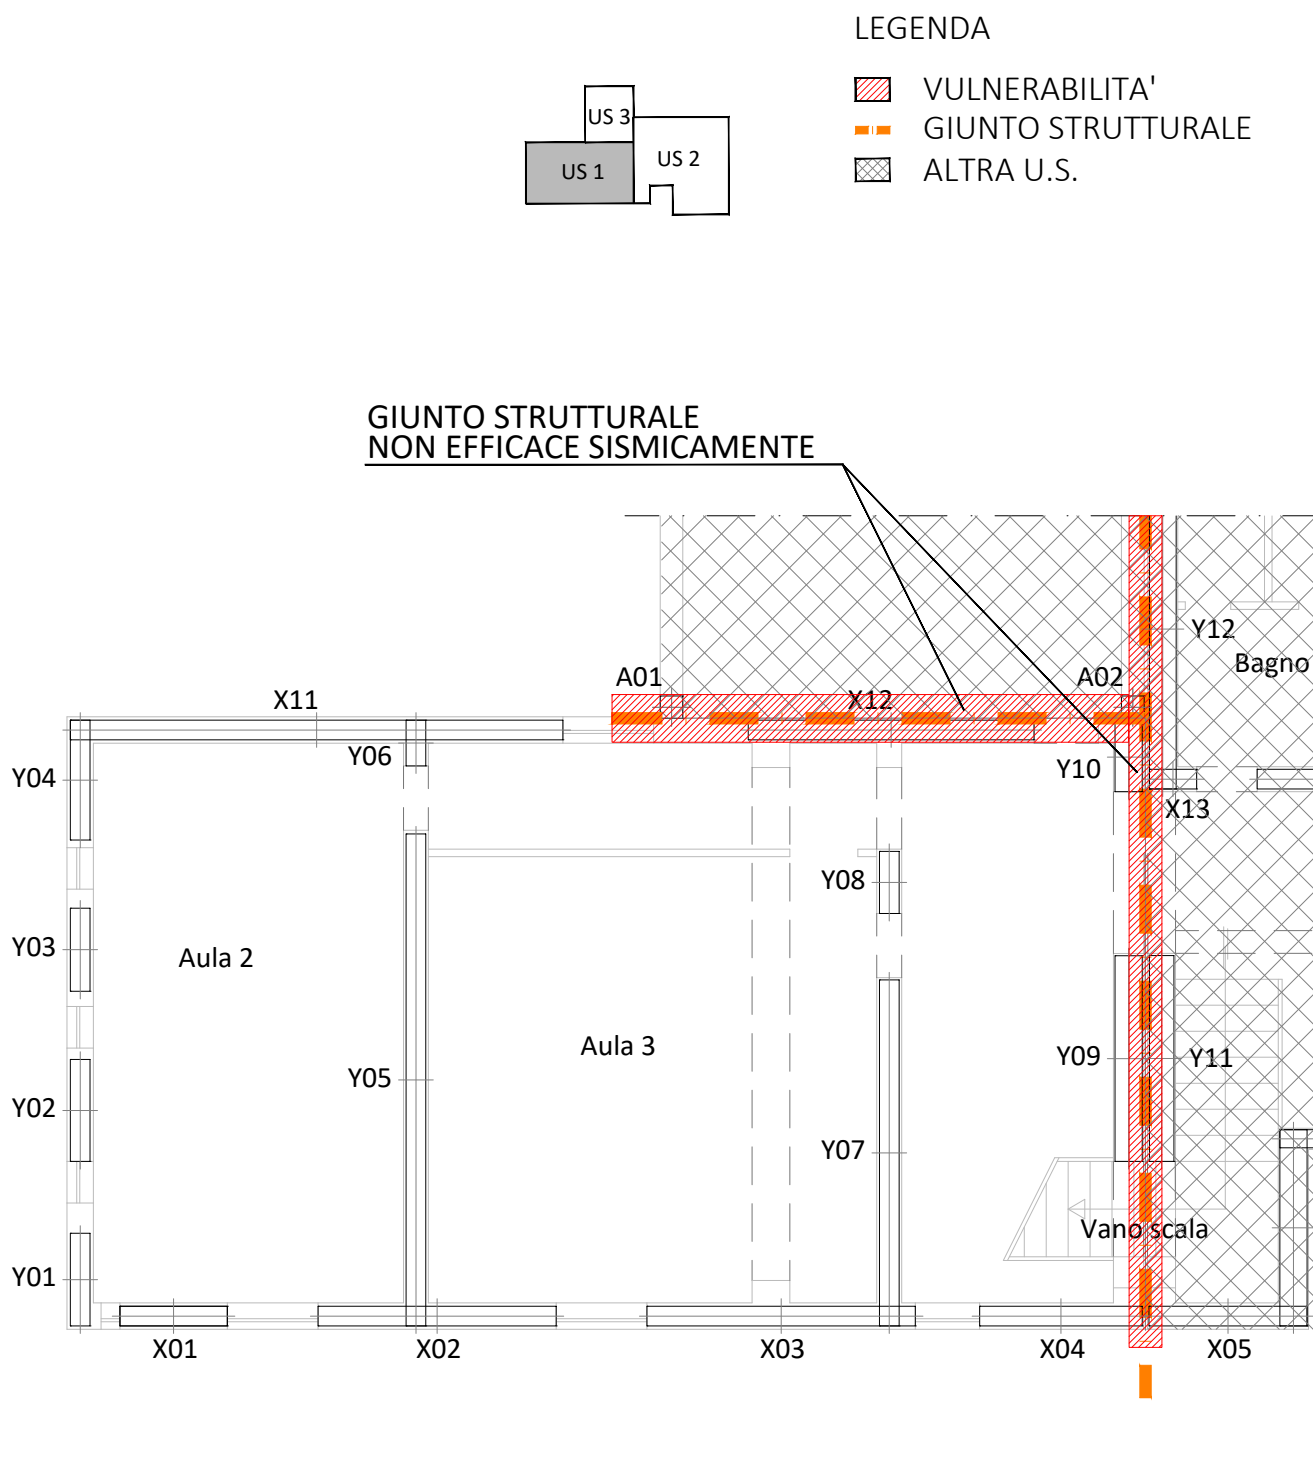 LEGENDA
VULNERABILITA'
GIUNTO STRUTTURALE
ALTRA U.S.
US 3
US 2
US 1
GIUNTO STRUTTURALE
NON EFFICACE SISMICAMENTE
Y12
Bagno
A01
A02
X11
X12
Y06
Y10
Y04
X13
Y08
Y03
Aula 2
Aula 3
Y09
Y11
Y05
Y02
Y07
Vano scala
Y01
X01
X02
X03
X04
X05